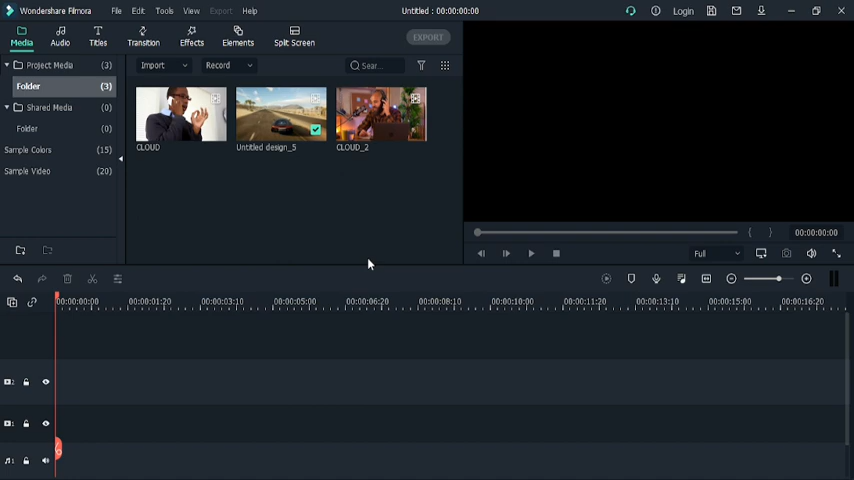 Wondershare Filmora File Edit Tools View Export Help Untitled : 00:00:00:00 Login
Media Audio Titles Transition Effects Elements Split Screen EXPORT
Project Media (3) Import Record Sear...
Folder (3)
Shared Media (0)
Folder (0)
Sample Colors (15)
Sample Video (20)
CLOUD Untitled design_5 CLOUD_2
{ } 00:00:00:00
Full
00:00:00:00 00:00:01:20 00:00:03:10 00:00:05:00 00:00:06:20 00:00:08:10 00:00:10:00 00:00:11:20 00:00:13:10 00:00:15:00 00:00:16:20
2
1
1